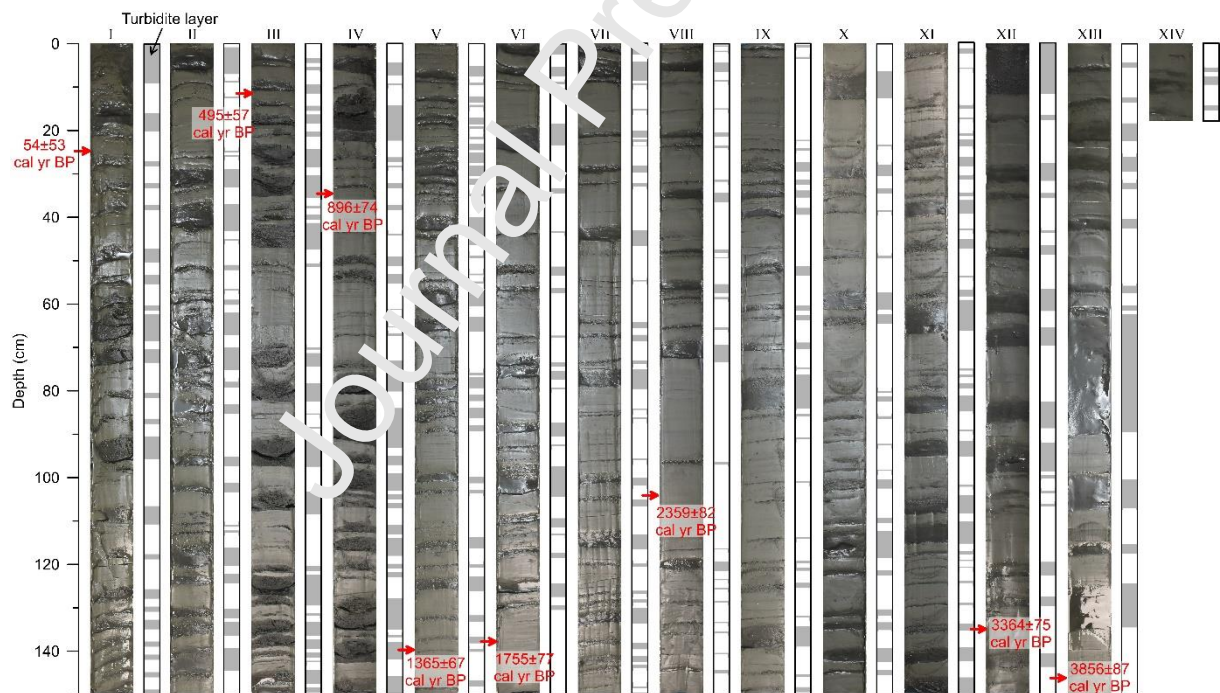 Turbidite layer
I II III IV V VI VII VIII IX X XI XII XIII XIV
0
20
40
60
80
100
120
140
Depth (cm)
54±53
cal yr BP
495±57
cal yr BP
896±74
cal yr BP
1365±67
cal yr BP
1755±77
cal yr BP
2359±82
cal yr BP
3364±75
cal yr BP
3856±87
cal yr BP
Journal Pr